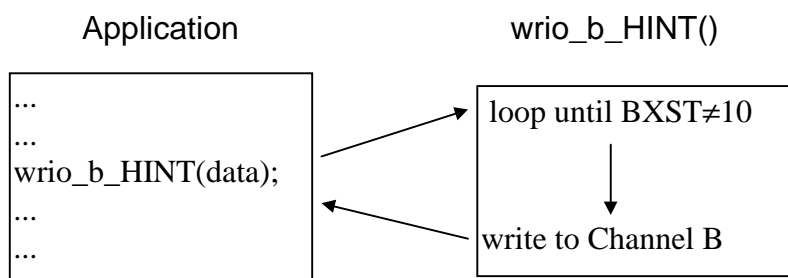 Application
wrio_b_HINT()
...
...
wrio_b_HINT(data);
...
...
loop until BXST≠10
write to Channel B